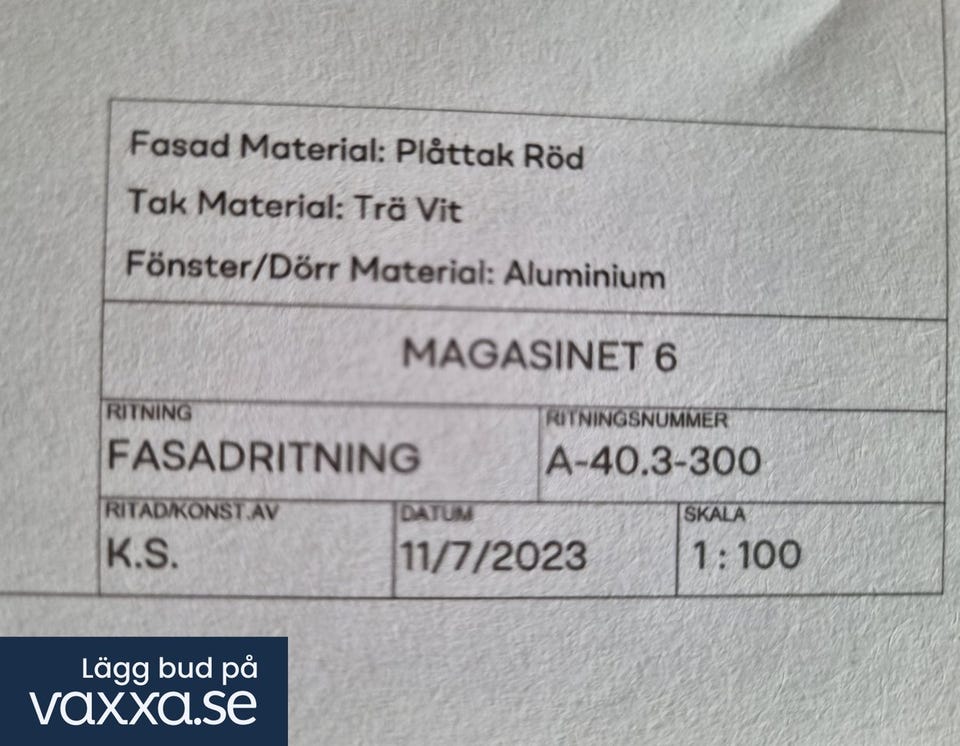 Fasad Material: Plåttak Röd
Tak Material: Trä Vit
Fönster/Dörr Material: Aluminium
MAGASINET 6
RITNING
FASADRITNING
RITNINGSNUMMER
A-40.3-300
RITAD/KONST.AV
K.S.
DATUM
11/7/2023
SKALA
1 : 100
Lägg bud på
vaxxa.se